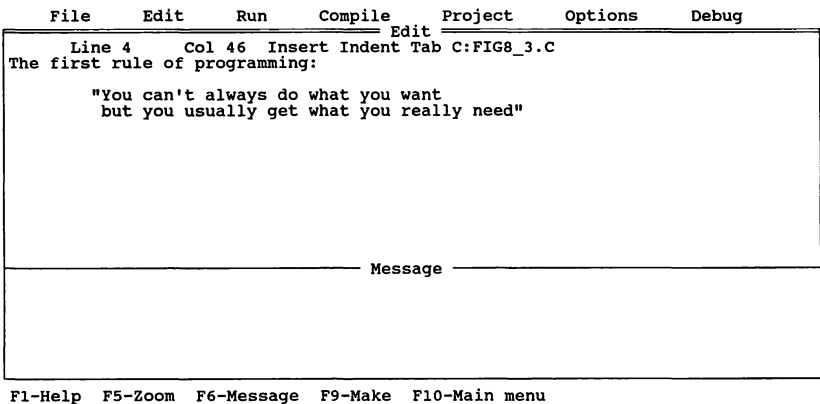 File Edit Run Compile Project Options Debug
Edit
Line 4 Col 46 Insert Indent Tab C:FIG8_3.C
The first rule of programming:
"You can't always do what you want
but you usually get what you really need"
Message
F1-Help F5-Zoom F6-Message F9-Make F10-Main menu